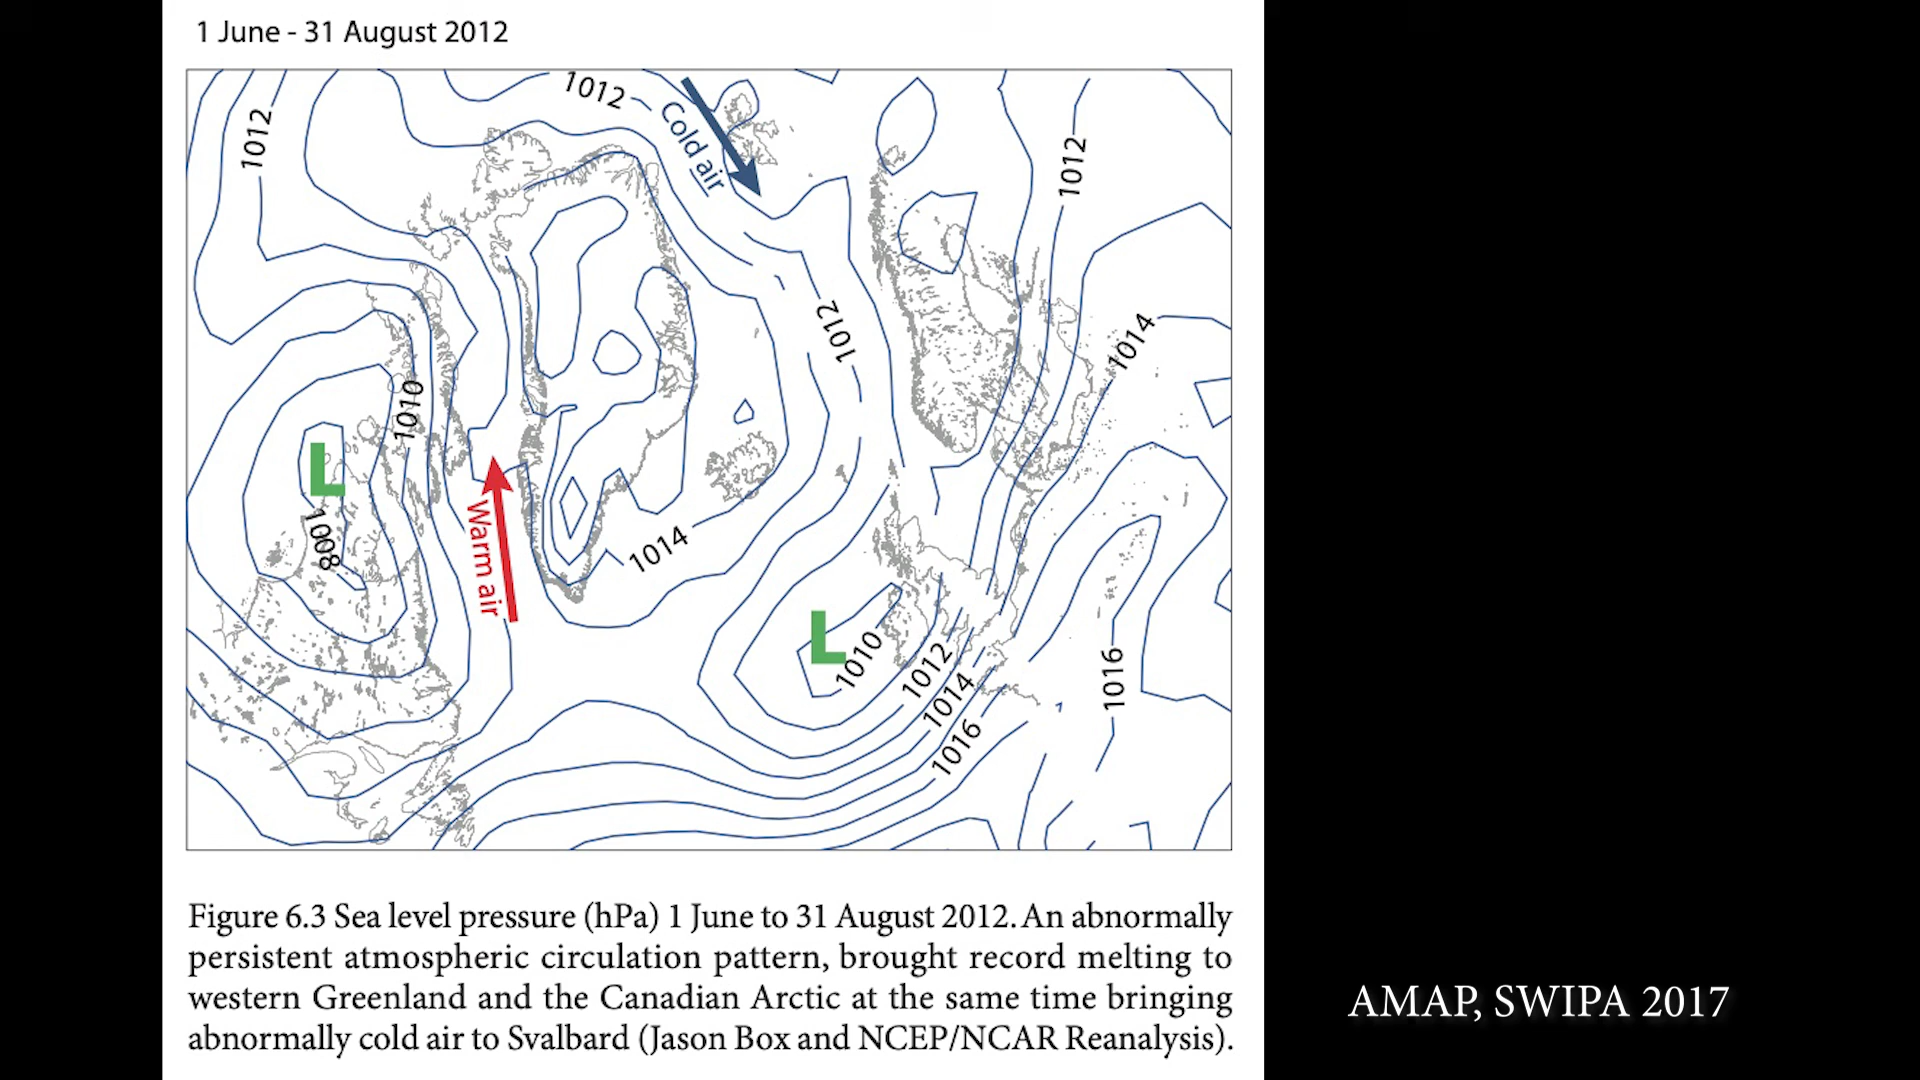 1 June - 31 August 2012
1012
1012
Cold air
1012
1012
1014
1010
L
1008
Warm air
1014
L
1010
1012
1014
1016
1016
Figure 6.3 Sea level pressure (hPa) 1 June to 31 August 2012. An abnormally
persistent atmospheric circulation pattern, brought record melting to
western Greenland and the Canadian Arctic at the same time bringing
abnormally cold air to Svalbard (Jason Box and NCEP/NCAR Reanalysis).
AMAP, SWIPA 2017